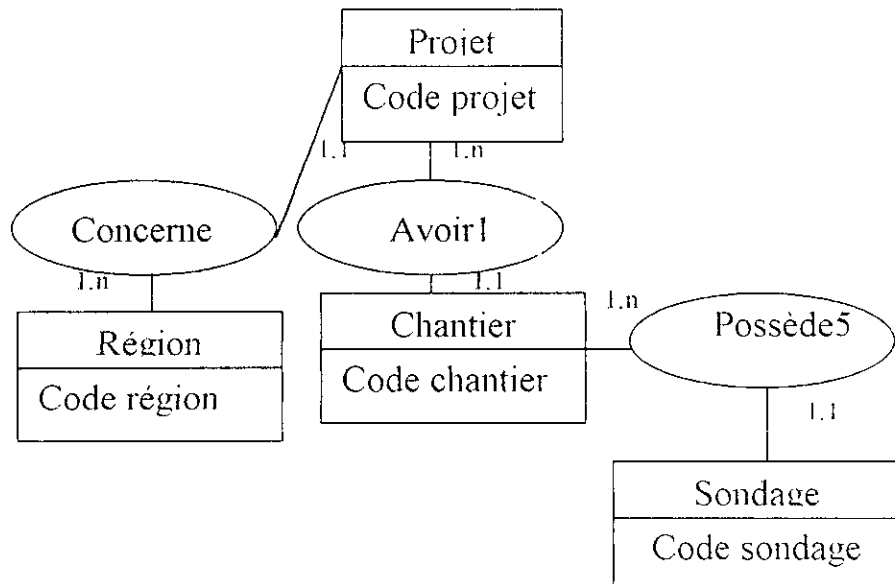 Projet
Code projet
1.1
1.n
Concerne
Avoir1
1.n
1.1
1.n
Région
Chantier
Possède5
Code région
Code chantier
1.1
Sondage
Code sondage